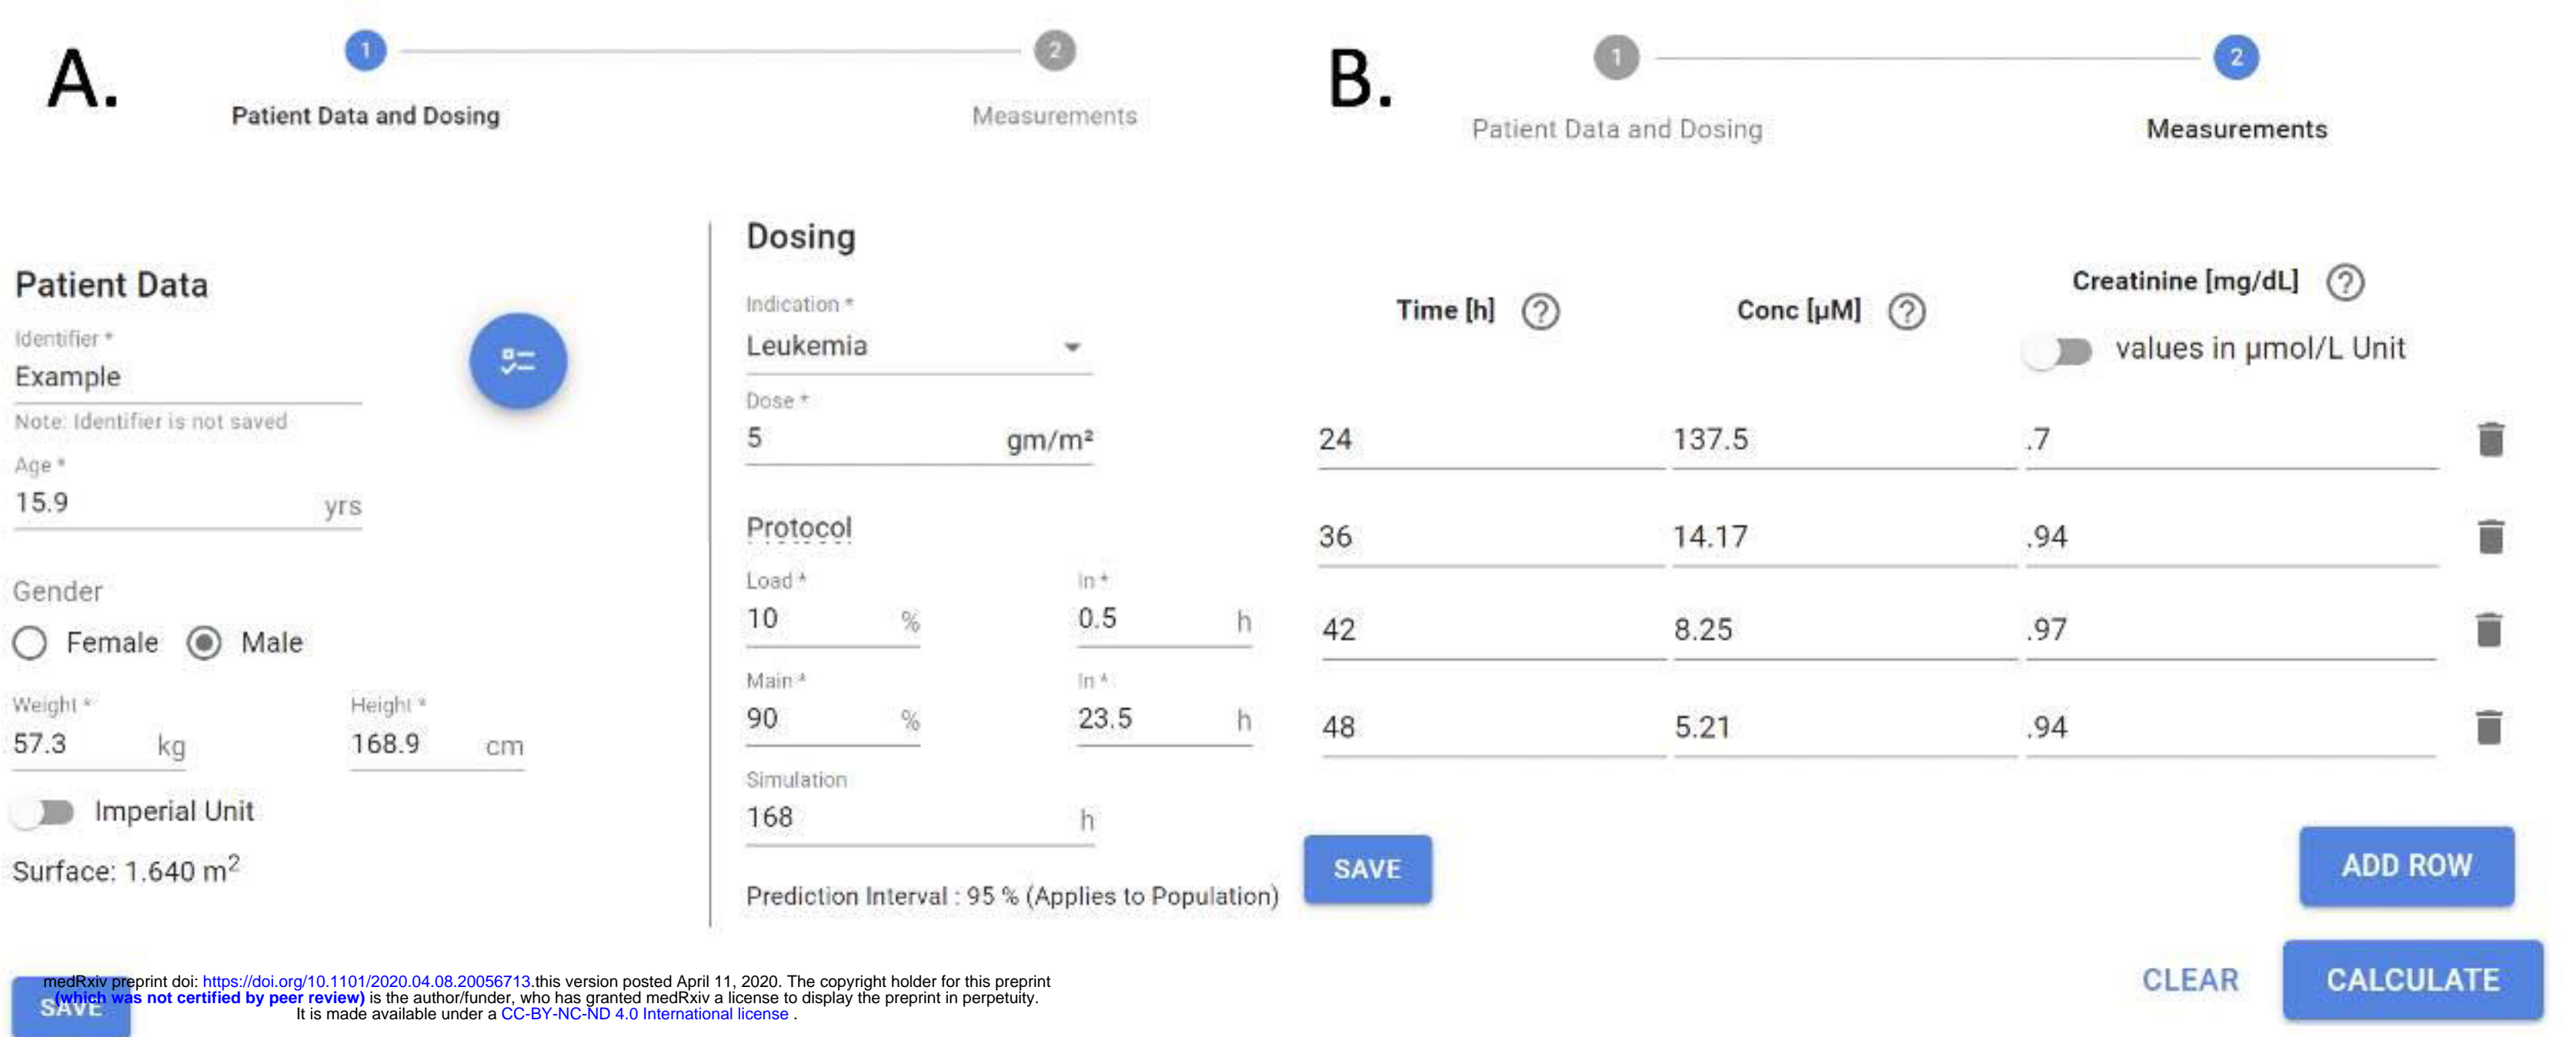 A.
1
2
Patient Data and Dosing
Measurements
Patient Data
Identifier *
Example
Note: Identifier is not saved
Age *
15.9 yrs
Gender
Female Male
Weight * Height *
57.3 kg 168.9 cm
Imperial Unit
Surface: 1.640 m²
SAVE
Dosing
Indication *
Leukemia
Dose *
5 gm/m²
Protocol
Load * In *
10 % 0.5 h
Main * In *
90 % 23.5 h
Simulation
168 h
Prediction Interval : 95 % (Applies to Population)
B.
1
2
Patient Data and Dosing
Measurements
Time [h] ? Conc [µM] ? Creatinine [mg/dL] ?
values in µmol/L Unit
24 137.5 .7
36 14.17 .94
42 8.25 .97
48 5.21 .94
SAVE
ADD ROW
CLEAR CALCULATE
medRxiv preprint doi: https://doi.org/10.1101/2020.04.08.20056713.this version posted April 11, 2020. The copyright holder for this preprint
(which was not certified by peer review) is the author/funder, who has granted medRxiv a license to display the preprint in perpetuity.
It is made available under a CC-BY-NC-ND 4.0 International license .